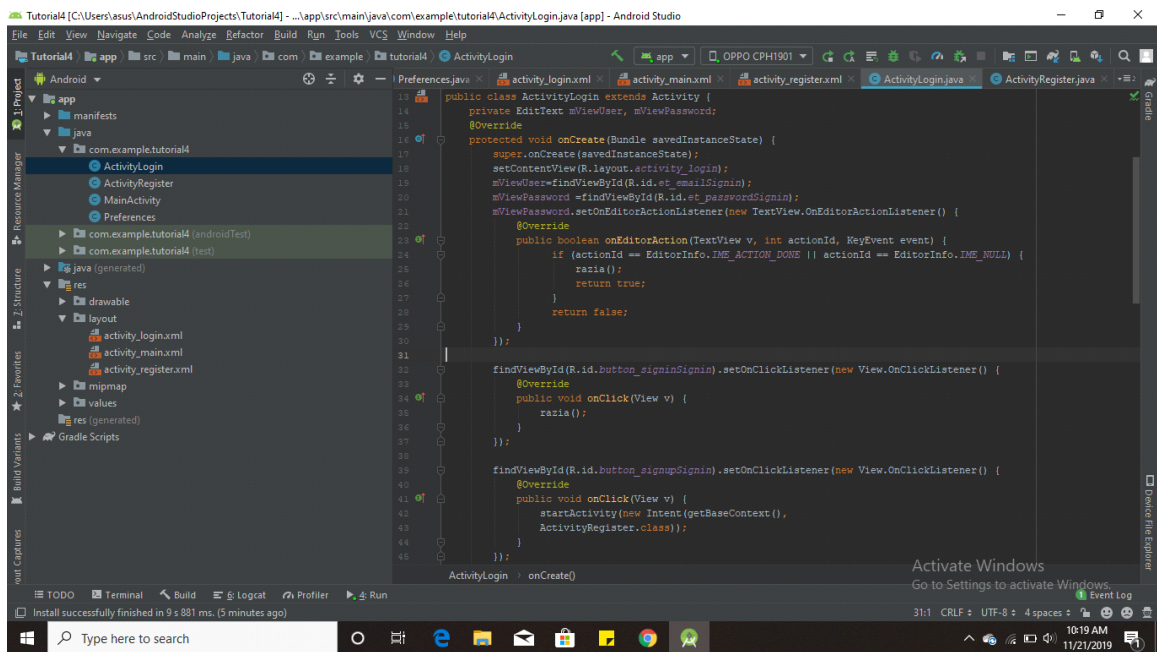 Tutorial4 [C:\Users\asus\AndroidStudioProjects\Tutorial4] - ...\app\src\main\java\com\example\tutorial4\ActivityLogin.java [app] - Android Studio
File Edit View Navigate Code Analyze Refactor Build Run Tools VCS Window Help
Tutorial4 app src main java com example tutorial4 ActivityLogin app OPPO CPH1901
Android
Preferences.java activity_login.xml activity_main.xml activity_register.xml ActivityLogin.java ActivityRegister.java
1: Project
Resource Manager
7: Structure
2: Favorites
Build Variants
out Captures
app
manifests
java
com.example.tutorial4
ActivityLogin
ActivityRegister
MainActivity
Preferences
com.example.tutorial4 (androidTest)
com.example.tutorial4 (test)
java (generated)
res
drawable
layout
activity_login.xml
activity_main.xml
activity_register.xml
mipmap
values
res (generated)
Gradle Scripts
13 public class ActivityLogin extends Activity {
14 private EditText mViewUser, mViewPassword;
15 @Override
16 protected void onCreate(Bundle savedInstanceState) {
17 super.onCreate(savedInstanceState);
18 setContentView(R.layout.activity_login);
19 mViewUser=findViewById(R.id.et_emailSignin);
20 mViewPassword =findViewById(R.id.et_passwordSignin);
21 mViewPassword.setOnEditorActionListener(new TextView.OnEditorActionListener() {
22 @Override
23 public boolean onEditorAction(TextView v, int actionId, KeyEvent event) {
24 if (actionId == EditorInfo.IME_ACTION_DONE || actionId == EditorInfo.IME_NULL) {
25 razia();
26 return true;
27 }
28 return false;
29 }
30 });
31
32 findViewById(R.id.button_signinSignin).setOnClickListener(new View.OnClickListener() {
33 @Override
34 public void onClick(View v) {
35 razia();
36 }
37 });
38
39 findViewById(R.id.button_signupSignin).setOnClickListener(new View.OnClickListener() {
40 @Override
41 public void onClick(View v) {
42 startActivity(new Intent(getBaseContext(),
43 ActivityRegister.class));
44 }
45 });
ActivityLogin onCreate()
Gradle
Device File Explorer
Activate Windows
Go to Settings to activate Windows.
TODO Terminal Build 6: Logcat Profiler 4: Run 1 Event Log
Install successfully finished in 9 s 881 ms. (5 minutes ago) 31:1 CRLF UTF-8 4 spaces
Type here to search
10:19 AM
11/21/2019
1